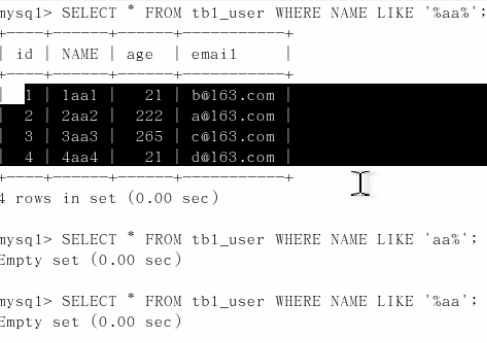 mysql> SELECT * FROM tb1_user WHERE NAME LIKE '%aa%';
+----+------+-----+-----------+
| id | NAME | age | email |
+----+------+-----+-----------+
| 1 | 1aa1 | 21 | b@163.com |
| 2 | 2aa2 | 222 | a@163.com |
| 3 | 3aa3 | 265 | c@163.com |
| 4 | 4aa4 | 21 | d@163.com |
+----+------+-----+-----------+
4 rows in set (0.00 sec)
mysql> SELECT * FROM tb1_user WHERE NAME LIKE 'aa%';
Empty set (0.00 sec)
mysql> SELECT * FROM tb1_user WHERE NAME LIKE '%aa';
Empty set (0.00 sec)